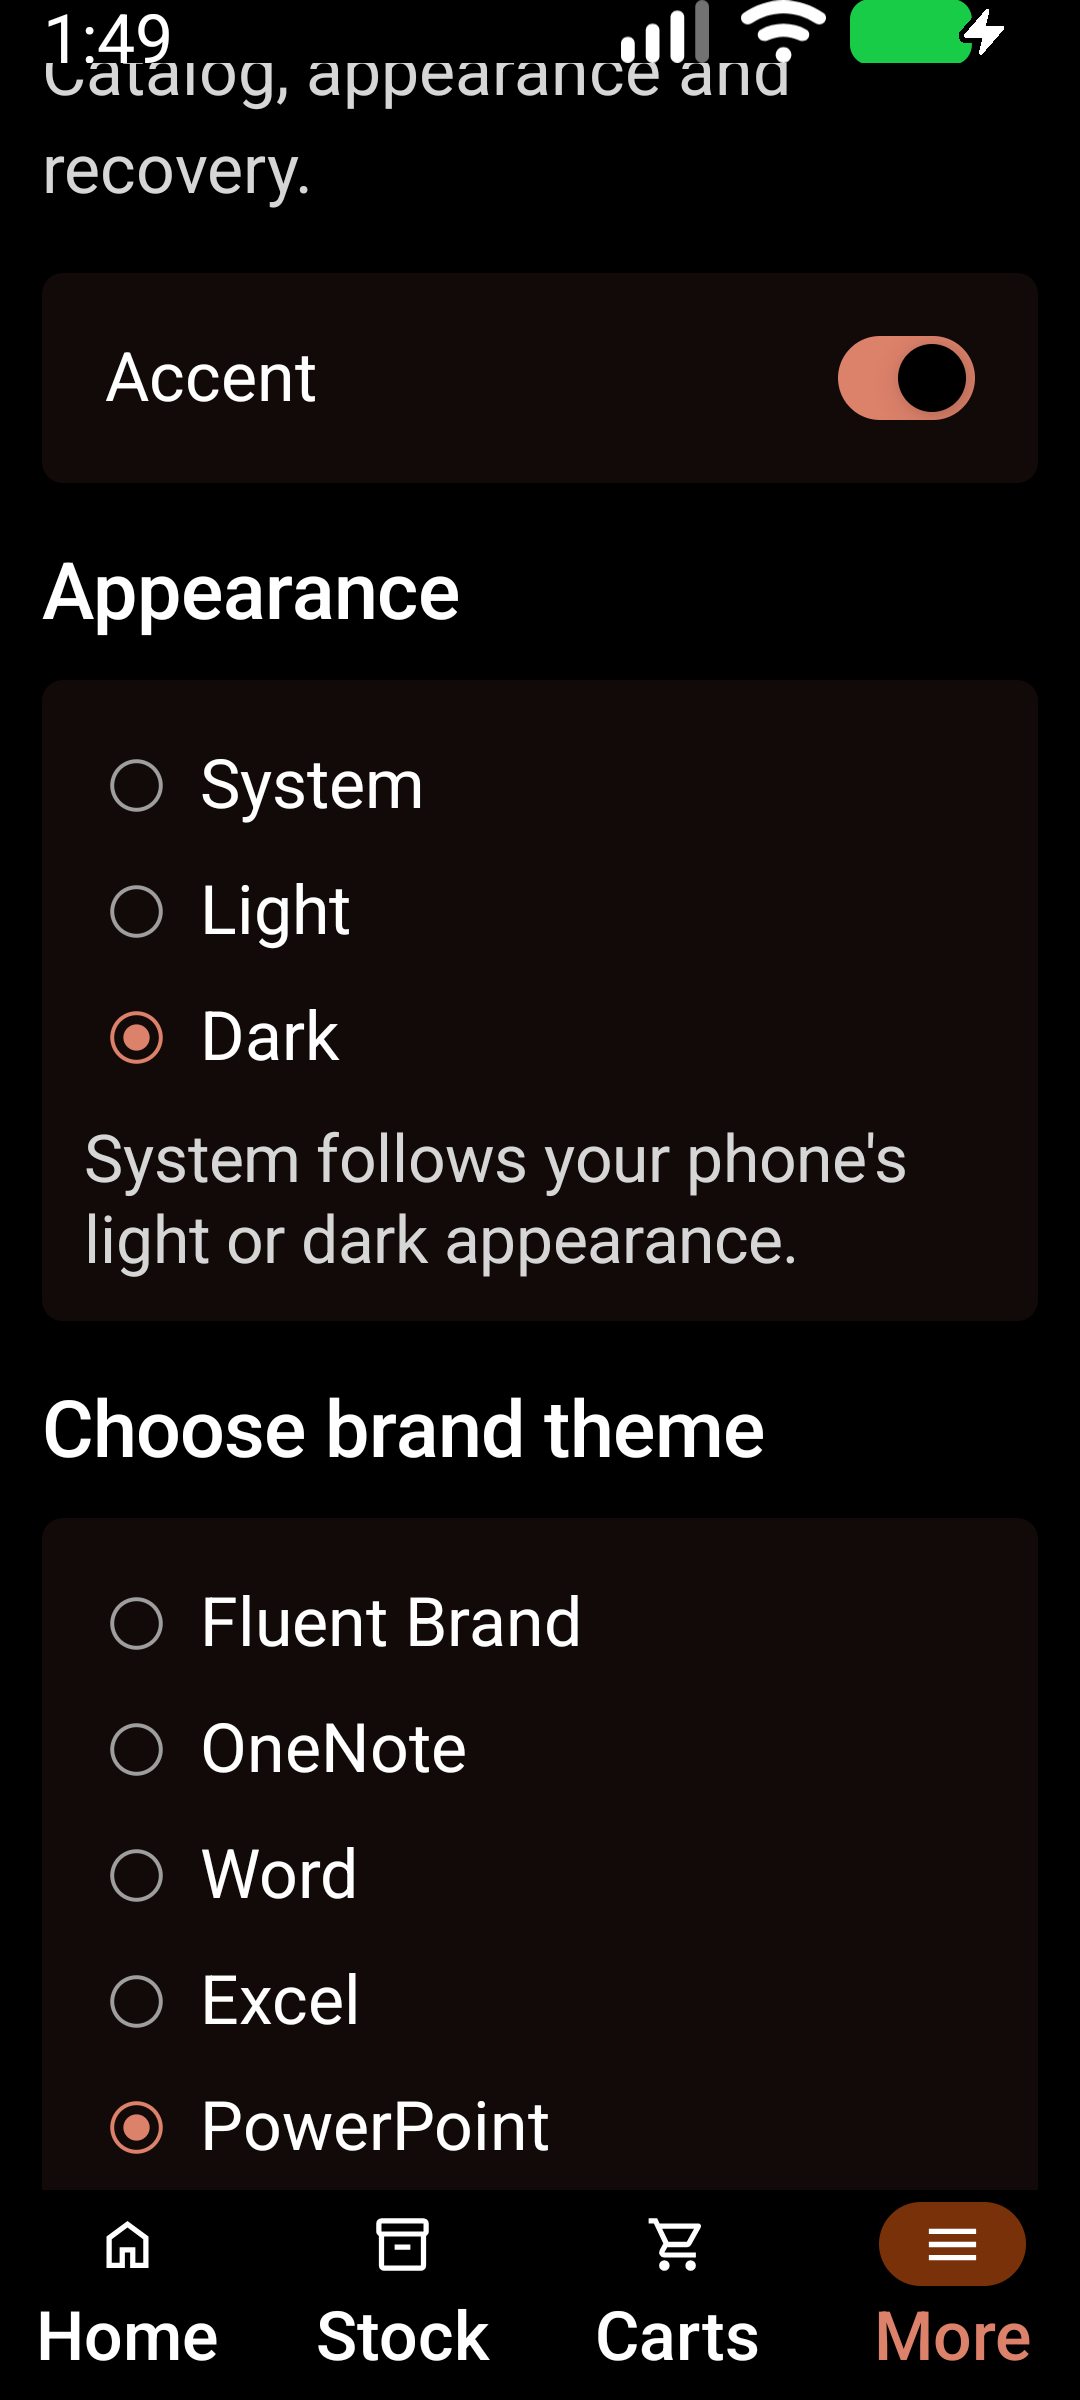 1:49
Catalog, appearance and
recovery.
Accent
Appearance
System
Light
Dark
System follows your phone's
light or dark appearance.
Choose brand theme
Fluent Brand
OneNote
Word
Excel
PowerPoint
Home
Stock
Carts
More